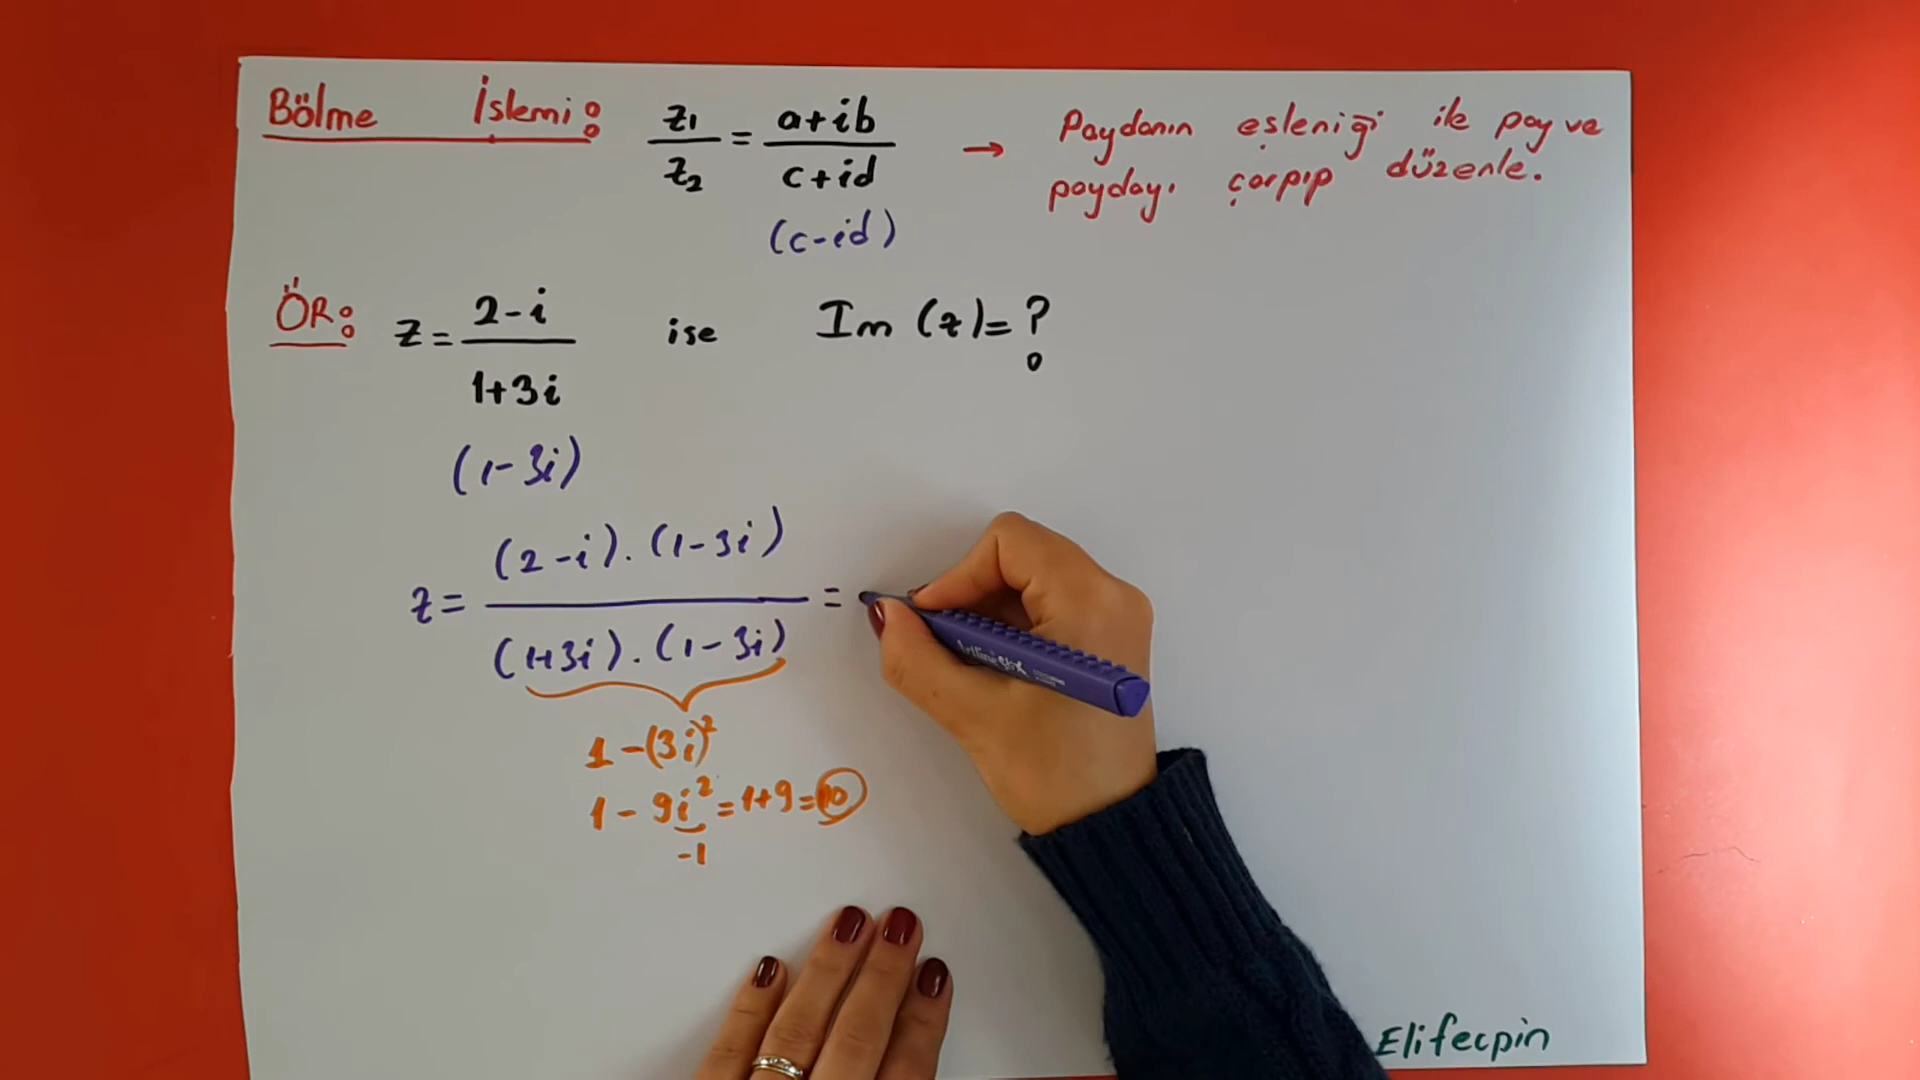 Bölme İşlemi: z₁/z₂ = a+ib/c+id → Paydanın eşleniği ile pay ve
paydayı çarpıp düzenle.
(c-id)
ÖR: z = 2-i/1+3i ise Im (z) = ?
(1-3i)
z = (2-i).(1-3i)/(1+3i).(1-3i) =
1-(3i)²
1-9i² = 1+9 = 10
-1
Elifecpin